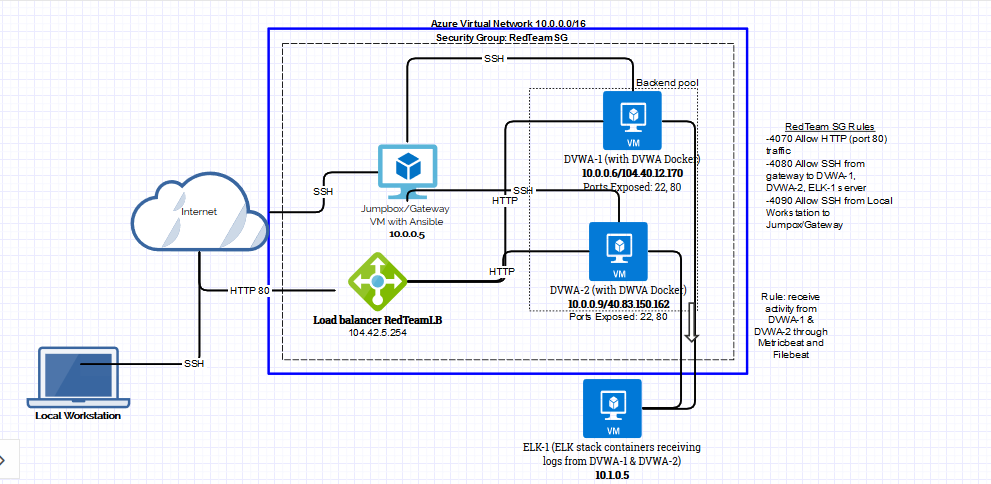 Azure Virtual Network 10.0.0.0/16
Security Group: RedTeamSG
SSH
Backend pool
VM
DVWA-1 (with DVWA Docker)
10.0.0.6/104.40.12.170
Ports Exposed: 22, 80
RedTeam SG Rules
-4070 Allow HTTP (port 80)
traffic
-4080 Allow SSH from
gateway to DVWA-1,
DVWA-2, ELK-1 server
-4090 Allow SSH from Local
Workstation to
Jumpox/Gateway
Internet
SSH
Jumpbox/Gateway
VM with Ansible
10.0.0.5
SSH
HTTP
VM
HTTP
DVWA-2 (with DWVA Docker)
10.0.0.9/40.83.150.162
Ports Exposed: 22, 80
HTTP 80
Load balancer RedTeamLB
104.42.5.254
Rule: receive
activity from
DVWA-1 &
DVWA-2 through
Metricbeat and
Filebeat
SSH
Local Workstation
VM
ELK-1 (ELK stack containers receiving
logs from DVWA-1 & DVWA-2)
10.1.0.5